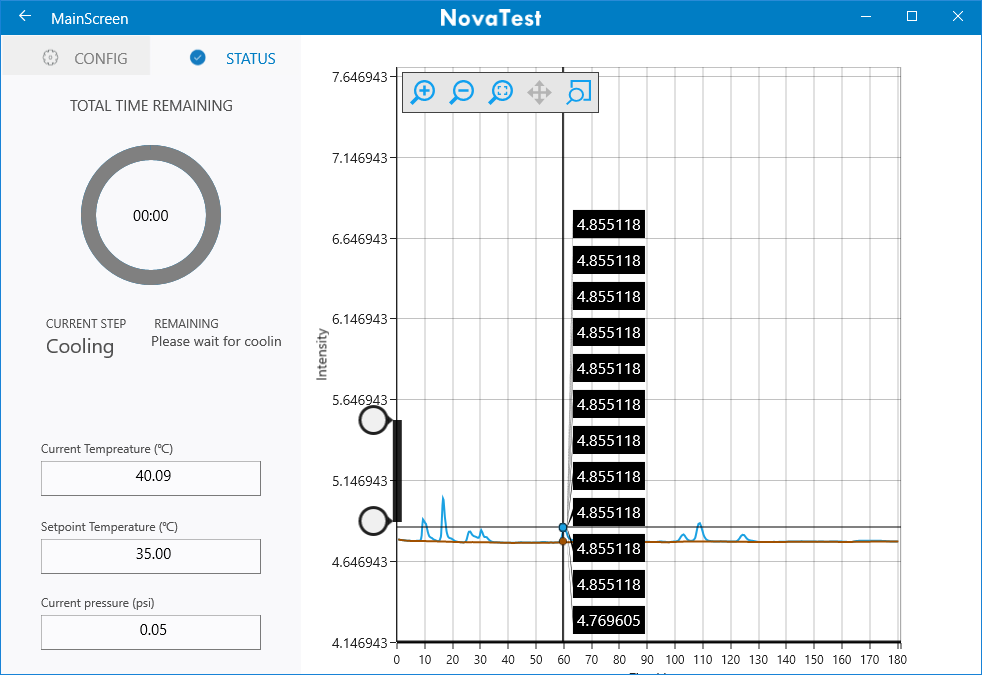 MainScreen
NovaTest
CONFIG
STATUS
TOTAL TIME REMAINING
00:00
CURRENT STEP
REMAINING
Cooling
Please wait for coolin
Current Tempreature (℃)
40.09
Setpoint Temperature (℃)
35.00
Current pressure (psi)
0.05
Intensity
7.646943
7.146943
6.646943
6.146943
5.646943
5.146943
4.646943
4.146943
4.855118
4.855118
4.855118
4.855118
4.855118
4.855118
4.855118
4.855118
4.855118
4.855118
4.855118
4.769605
0 10 20 30 40 50 60 70 80 90 100 110 120 130 140 150 160 170 180